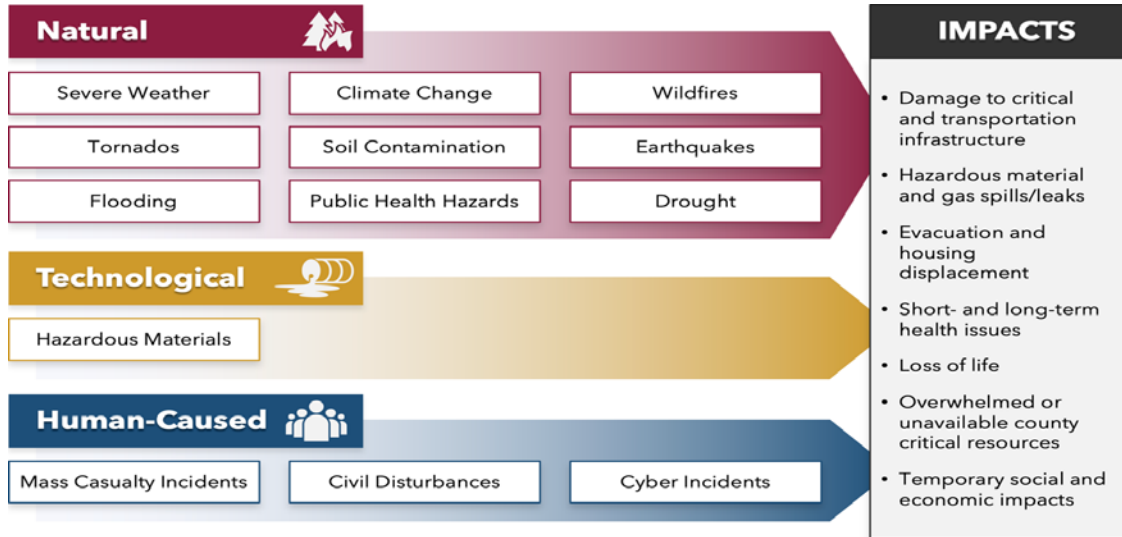 Natural
Severe Weather
Climate Change
Wildfires
Tornados
Soil Contamination
Earthquakes
Flooding
Public Health Hazards
Drought
Technological
Hazardous Materials
Human-Caused
Mass Casualty Incidents
Civil Disturbances
Cyber Incidents
IMPACTS
• Damage to critical
and transportation
infrastructure
• Hazardous material
and gas spills/leaks
• Evacuation and
housing
displacement
• Short- and long-term
health issues
• Loss of life
• Overwhelmed or
unavailable county
critical resources
• Temporary social and
economic impacts